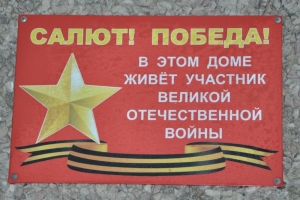 САЛЮТ! ПОБЕДА!
В ЭТОМ ДОМЕ
ЖИВЁТ УЧАСТНИК
ВЕЛИКОЙ
ОТЕЧЕСТВЕННОЙ
ВОЙНЫ